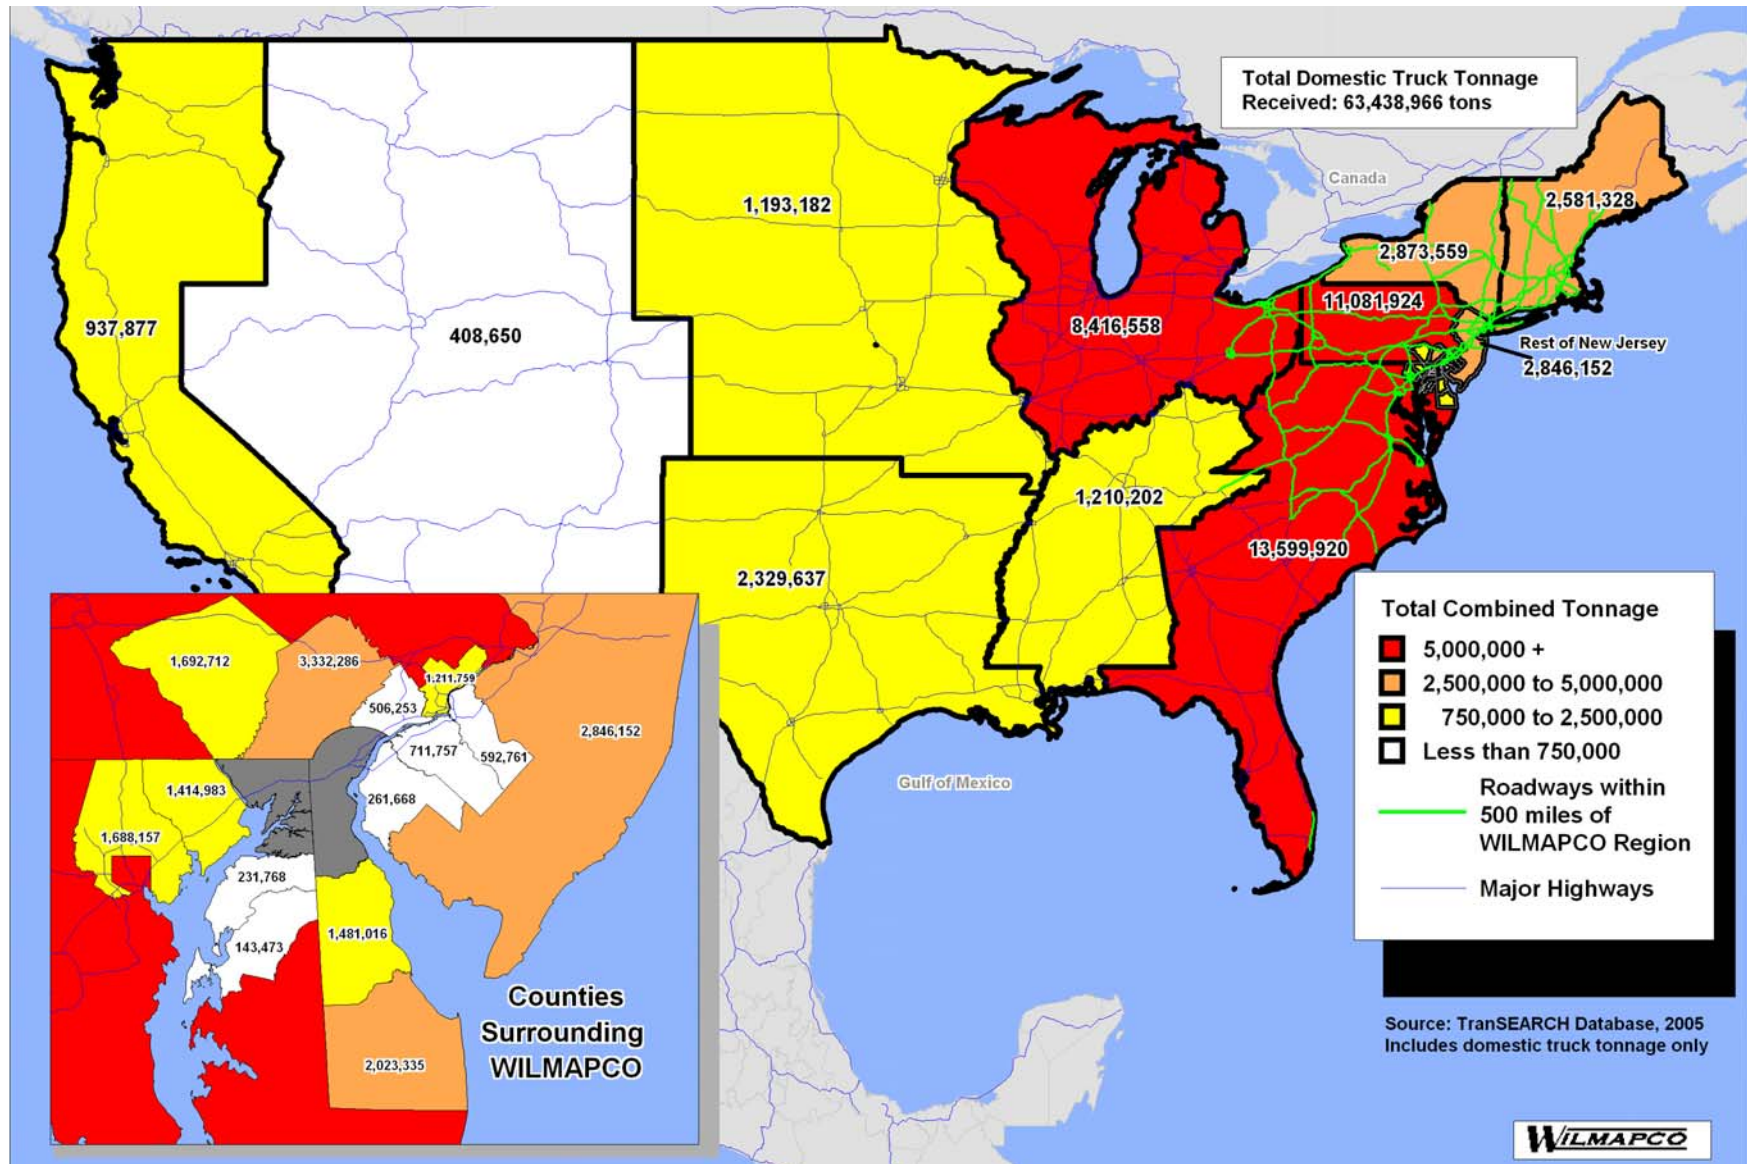 Total Domestic Truck Tonnage
Received: 63,438,966 tons
Canada
2,581,328
1,193,182
2,873,559
11,081,924
937,877
408,650
8,416,558
Rest of New Jersey
2,846,152
1,210,202
13,599,920
2,329,637
Total Combined Tonnage
5,000,000 +
2,500,000 to 5,000,000
750,000 to 2,500,000
Less than 750,000
Roadways within
500 miles of
WILMAPCO Region
Major Highways
Gulf of Mexico
1,692,712
3,332,286
1,211,759
506,253
2,846,152
711,757
592,761
1,414,983
261,668
1,688,157
231,768
1,481,016
143,473
Counties
Surrounding
WILMAPCO
2,023,335
Source: TranSEARCH Database, 2005
Includes domestic truck tonnage only
WILMAPCO